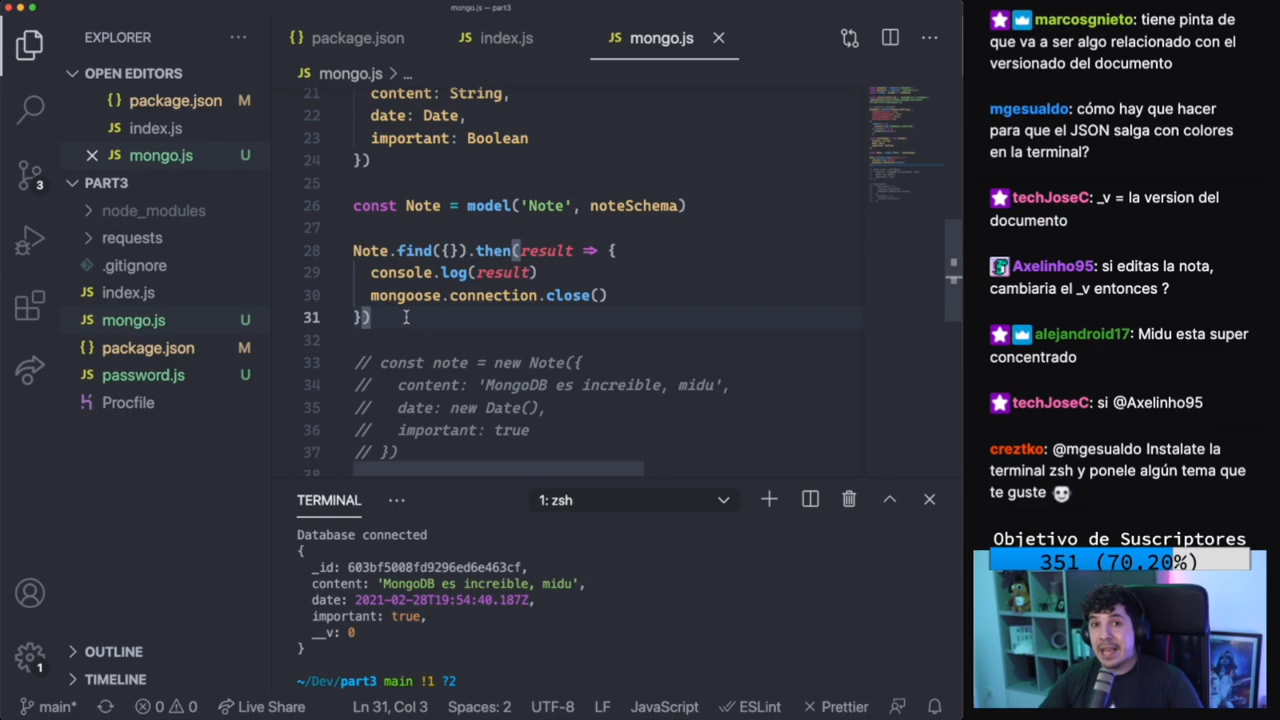 mongo.js — part3
EXPLORER
OPEN EDITORS
package.json M
index.js
mongo.js U
PART3
node_modules
requests
.gitignore
index.js
mongo.js U
package.json M
password.js U
Procfile
OUTLINE
TIMELINE
3
1
package.json
index.js
mongo.js
mongo.js > ...
21 content: String,
22 date: Date,
23 important: Boolean
24 })
25
26 const Note = model('Note', noteSchema)
27
28 Note.find({}).then(result => {
29 console.log(result)
30 mongoose.connection.close()
31 })
32
33 // const note = new Note({
34 // content: 'MongoDB es increible, midu',
35 // date: new Date(),
36 // important: true
37 // })
38
TERMINAL
1: zsh
Database connected
{
_id: 603bf5008fd9296ed6e463cf,
content: 'MongoDB es increible, midu',
date: 2021-02-28T19:54:40.187Z,
important: true,
__v: 0
}
~/Dev/part3 main !1 ?2
main* 0 0 Live Share Ln 31, Col 3 Spaces: 2 UTF-8 LF JavaScript ESLint Prettier
marcosgnieto: tiene pinta de
que va a ser algo relacionado con el
versionado del documento
mgesualdo: cómo hay que hacer
para que el JSON salga con colores
en la terminal?
techJoseC: _v = la version del
documento
Axelinho95: si editas la nota,
cambiaria el _v entonces ?
alejandroid17: Midu esta super
concentrado
techJoseC: si @Axelinho95
creztko: @mgesualdo Instalate la
terminal zsh y ponele algún tema que
te guste
Objetivo de Suscriptores
351 (70.20%)